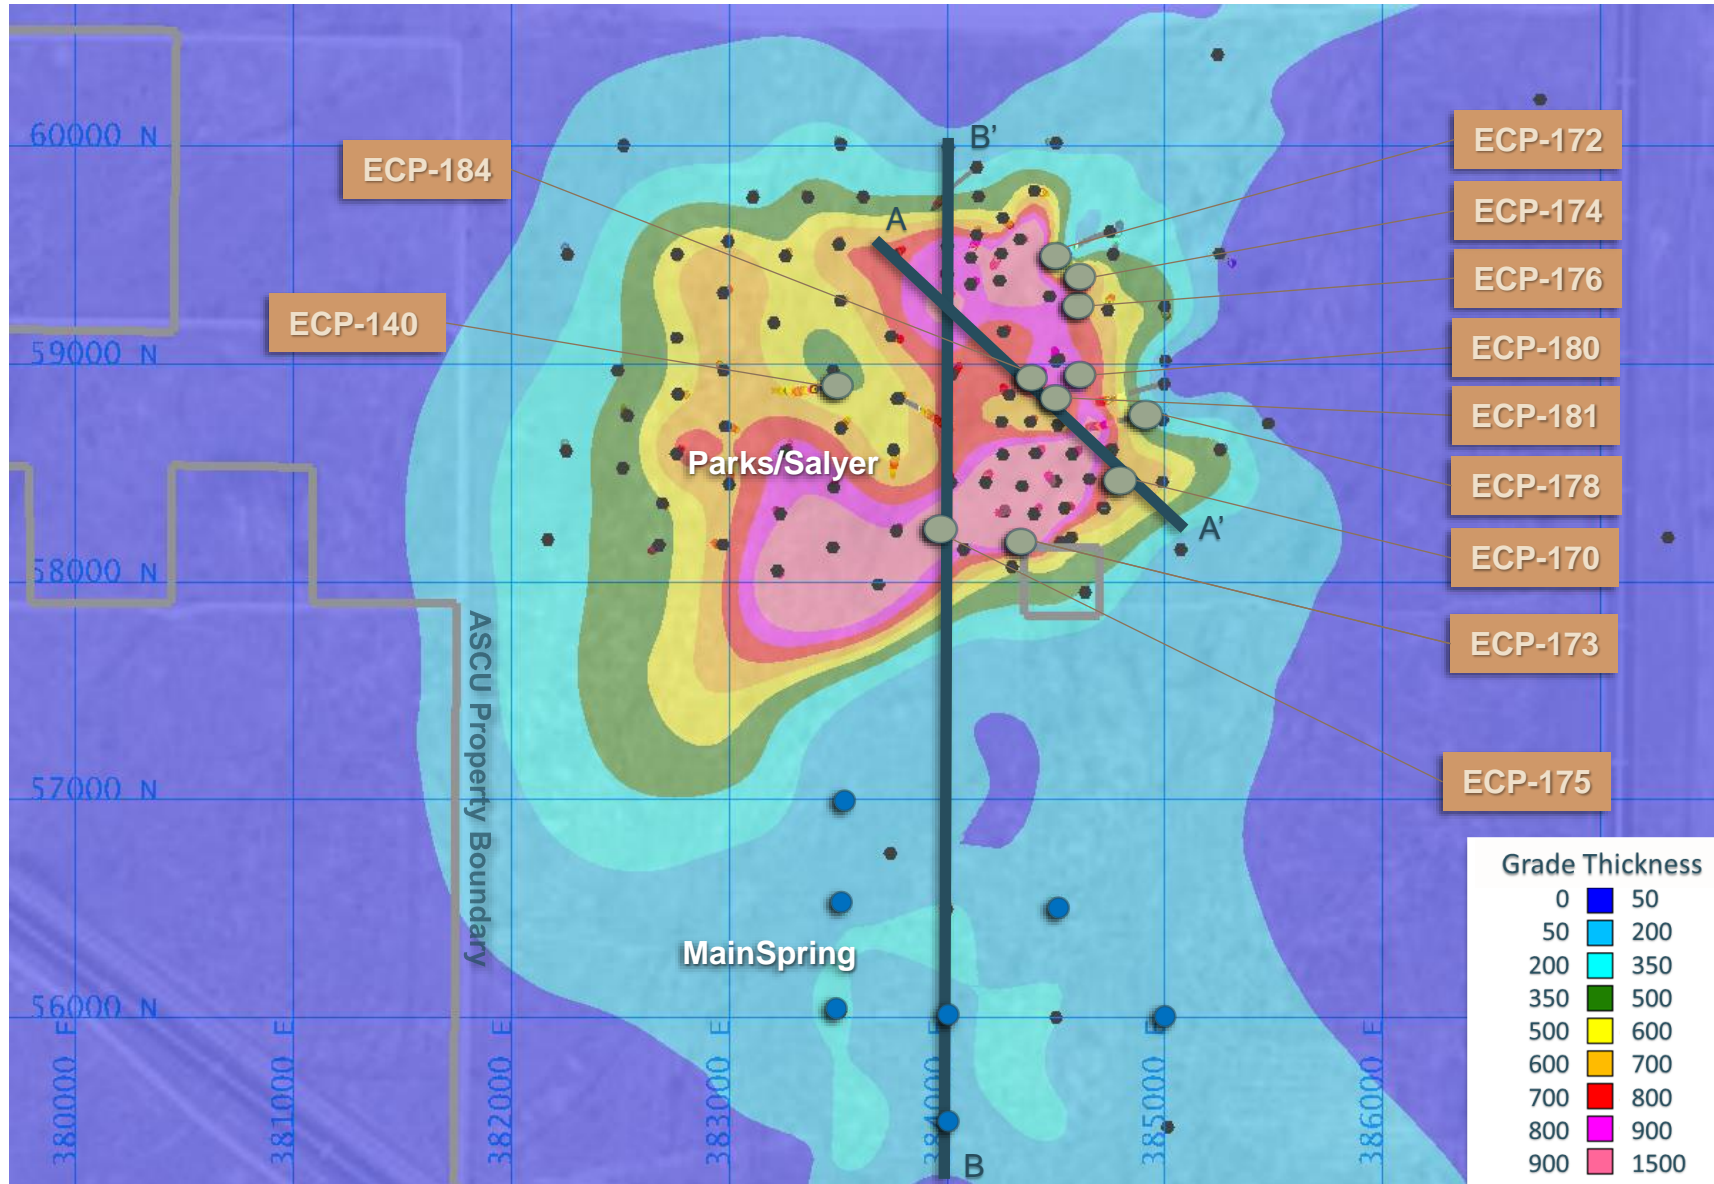 60000 N
B'
ECP-172
ECP-184
ECP-174
A
ECP-176
ECP-140
59000 N
ECP-180
ECP-181
Parks/Salyer
ECP-178
A'
ECP-170
58000 N
ASCU Property Boundary
ECP-173
57000 N
ECP-175
MainSpring
56000 N
380000 E
381000 E
382000 E
383000 E
384000 E
385000 E
386000 E
B
Grade Thickness
0 50
50 200
200 350
350 500
500 600
600 700
700 800
800 900
900 1500